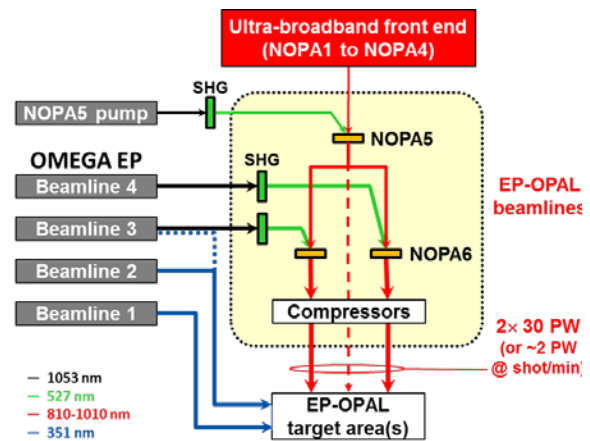 Ultra-broadband front end
(NOPA1 to NOPA4)
SHG
NOPA5 pump
NOPA5
OMEGA EP
SHG
Beamline 4
EP-OPAL
beamlines
Beamline 3
NOPA6
Beamline 2
Beamline 1
Compressors
2× 30 PW
(or ~2 PW
@ shot/min)
1053 nm
527 nm
810-1010 nm
351 nm
EP-OPAL
target area(s)